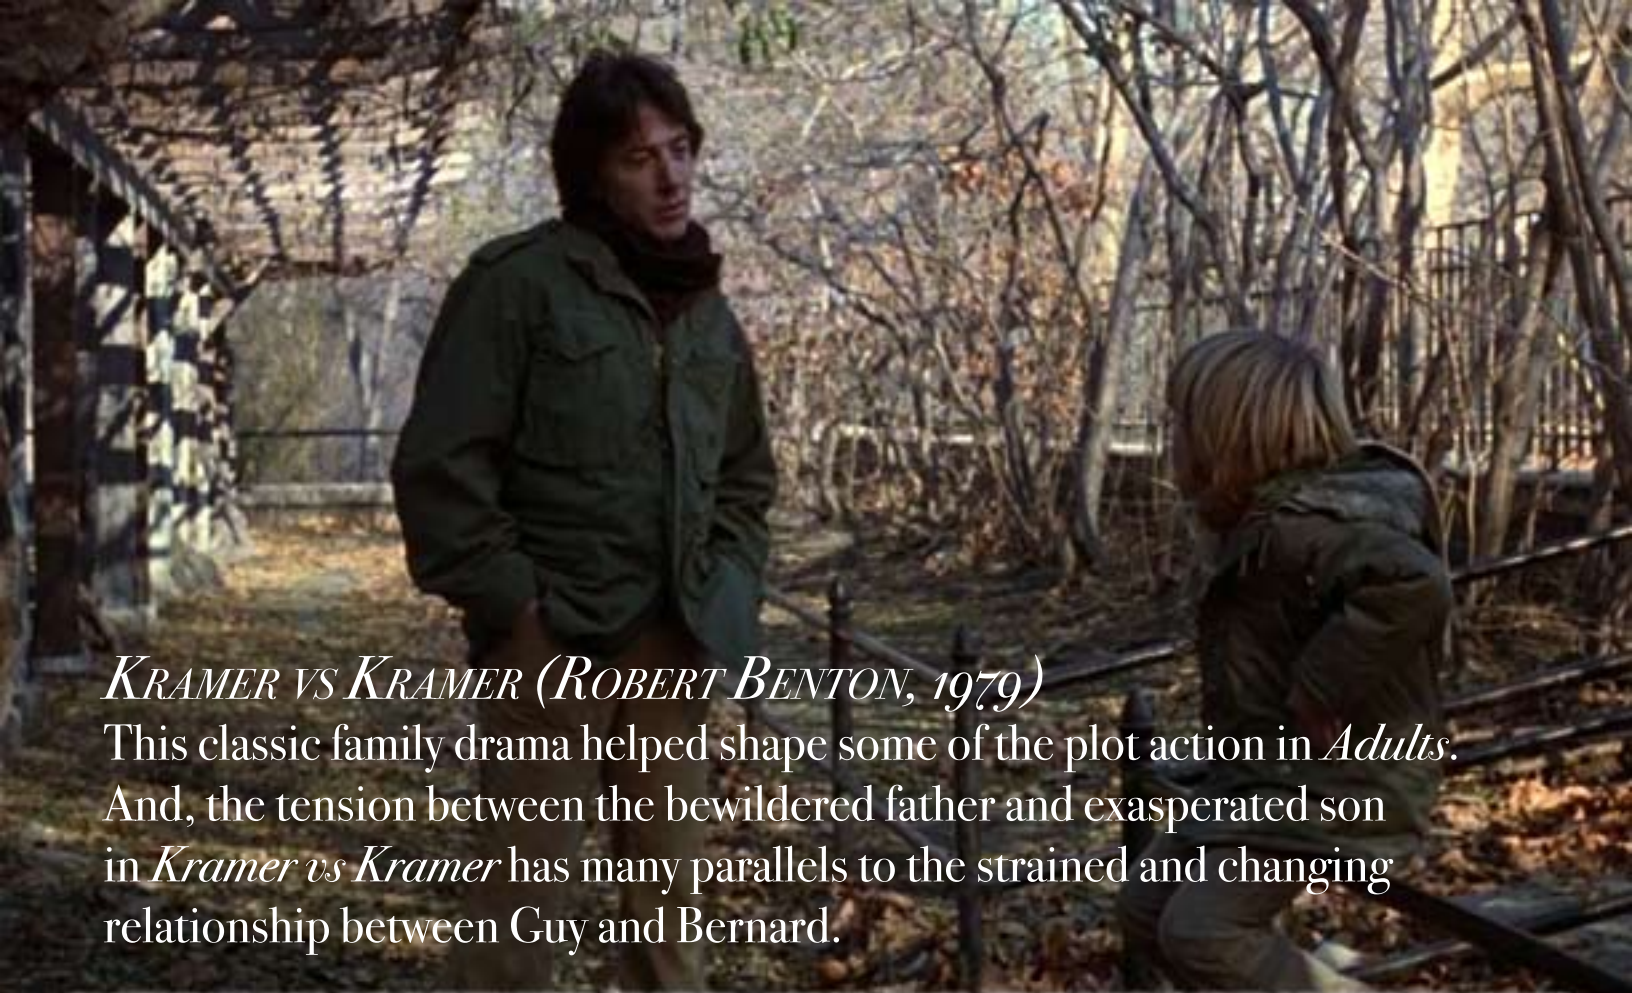 KRAMER VS KRAMER (ROBERT BENTON, 1979)
This classic family drama helped shape some of the plot action in Adults.
And, the tension between the bewildered father and exasperated son
in Kramer vs Kramer has many parallels to the strained and changing
relationship between Guy and Bernard.